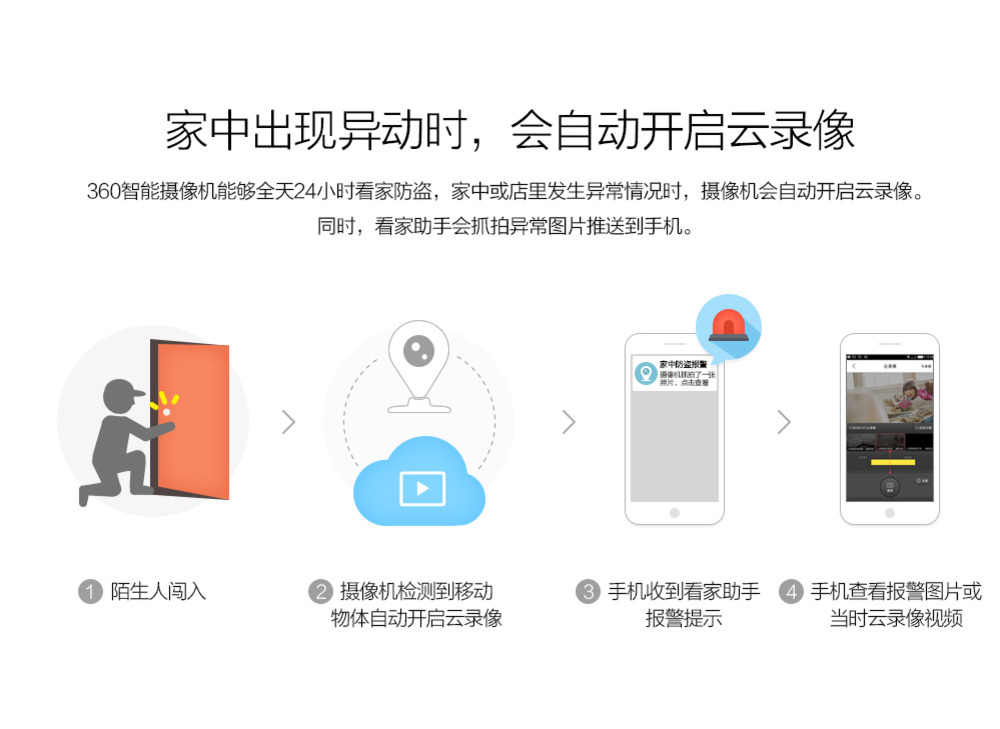 家中出现异动时，会自动开启云录像
360智能摄像机能够全天24小时看家防盗，家中或店里发生异常情况时，摄像机会自动开启云录像。
同时，看家助手会抓拍异常图片推送到手机。
家中防盗报警
摄像机抓拍了一张
照片，点击查看
云录像
1 陌生人闯入
2 摄像机检测到移动
物体自动开启云录像
3 手机收到看家助手
报警提示
4 手机查看报警图片或
当时云录像视频